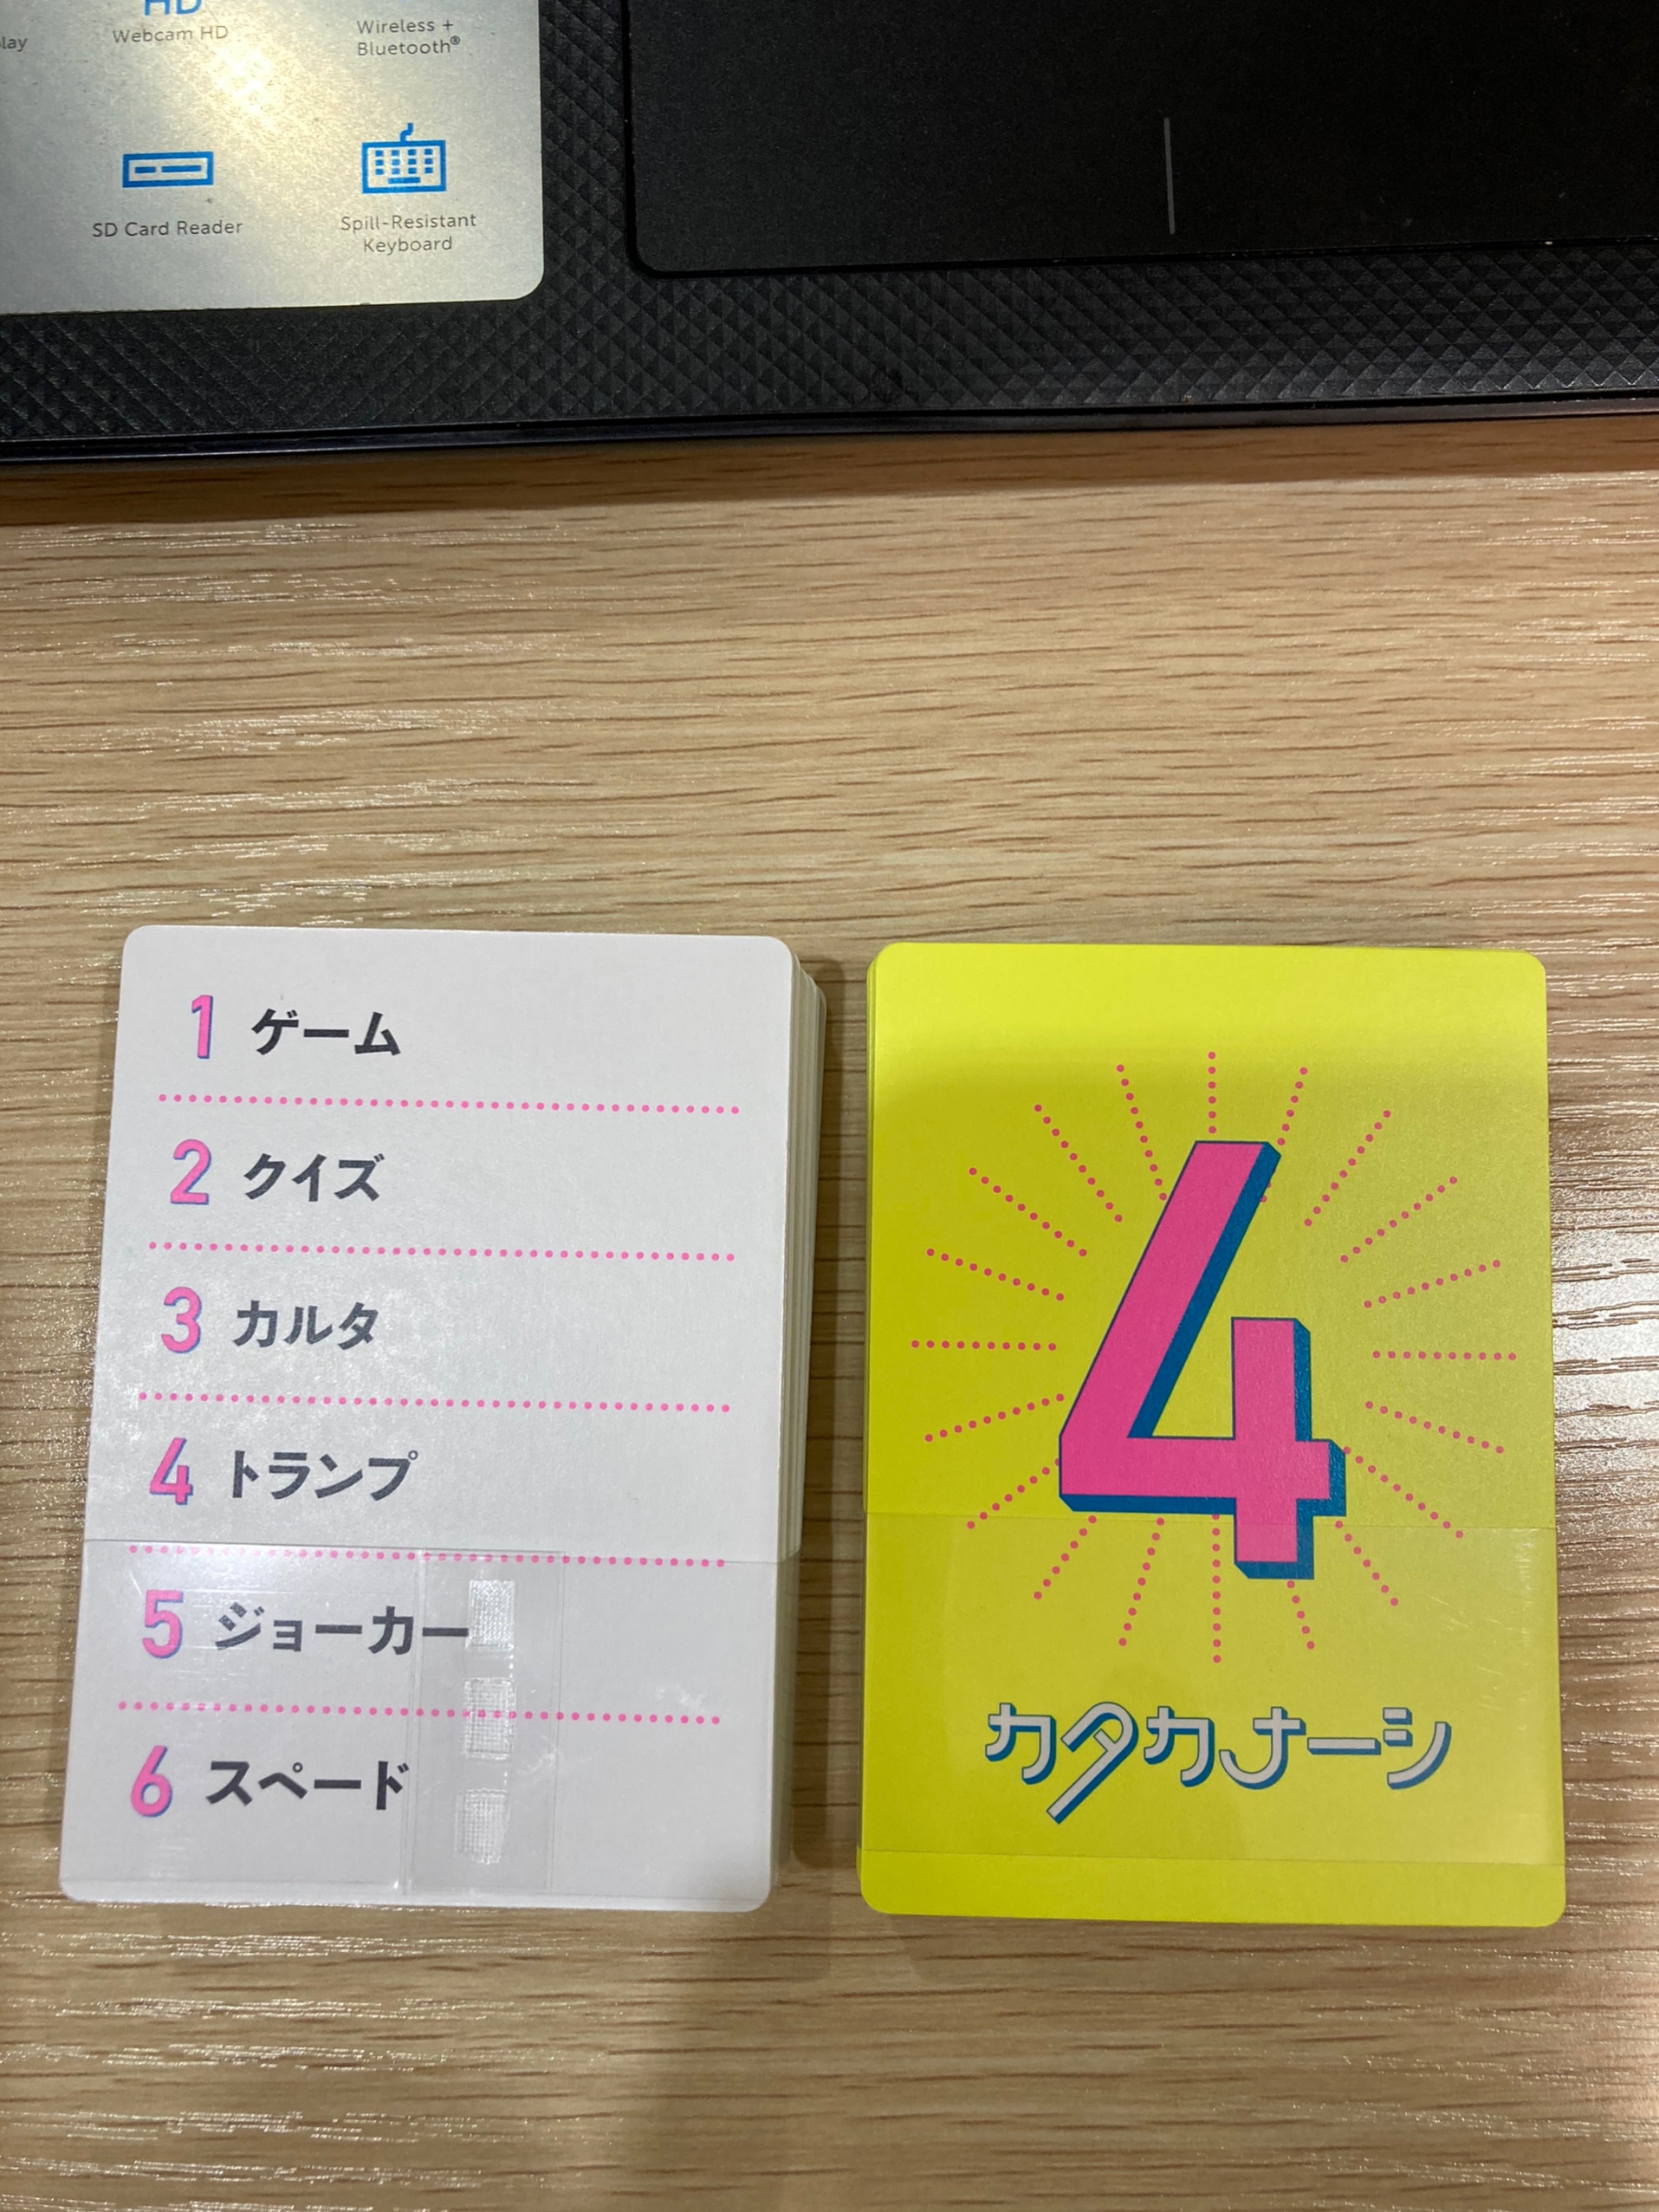 HD
Webcam HD
Wireless +
Bluetooth®
SD Card Reader
Spill-Resistant
Keyboard
1 ゲーム
2 クイズ
3 カルタ
4 トランプ
5 ジョーカー
6 スペード
4
カタカナーシ